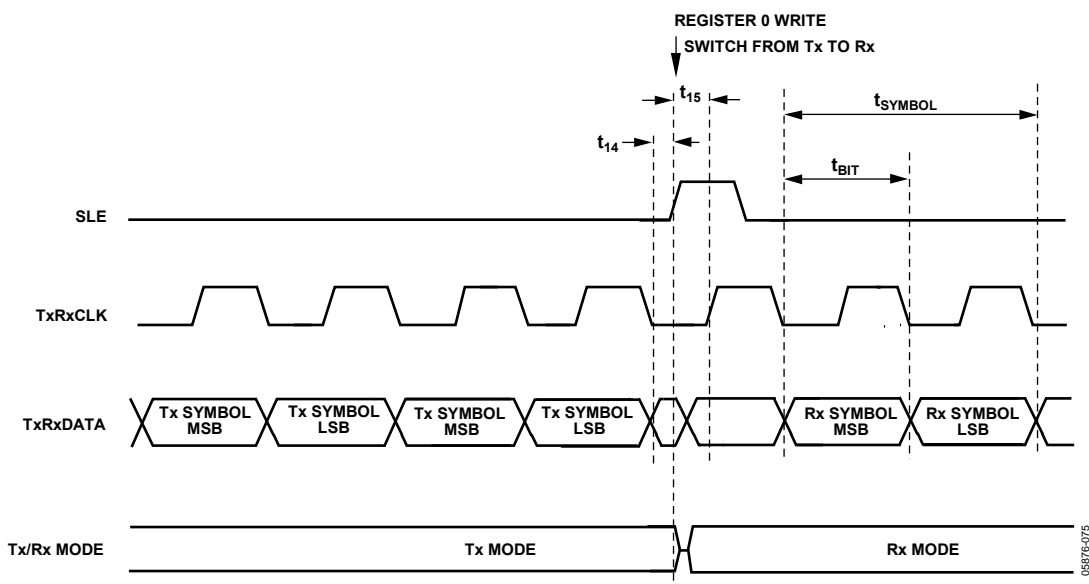 REGISTER 0 WRITE
SWITCH FROM Tx TO Rx
t15
tSYMBOL
t14
tBIT
SLE
TxRxCLK
TxRxDATA
Tx SYMBOL
MSB
Tx SYMBOL
LSB
Tx SYMBOL
MSB
Tx SYMBOL
LSB
Rx SYMBOL
MSB
Rx SYMBOL
LSB
Tx/Rx MODE
Tx MODE
Rx MODE
05876-075